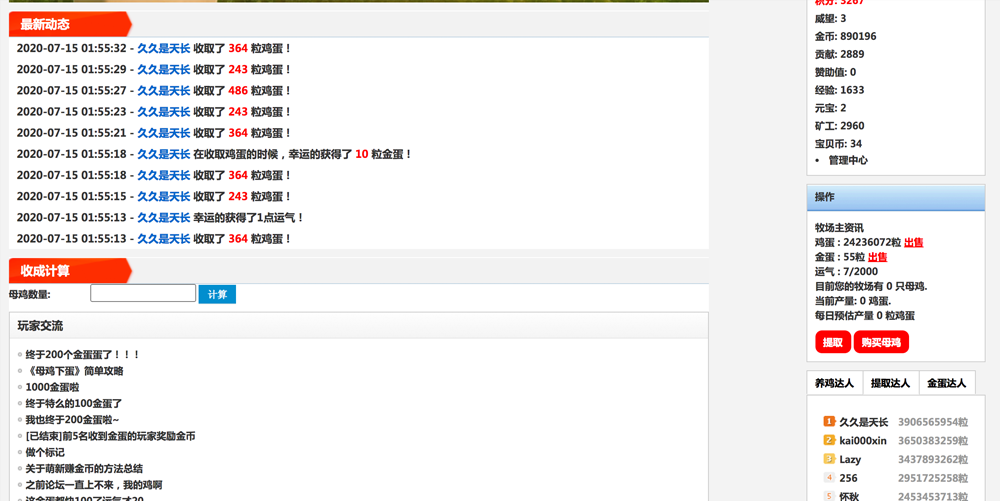 最新动态
2020-07-15 01:55:32 - 久久是天长 收取了 364 粒鸡蛋！
2020-07-15 01:55:29 - 久久是天长 收取了 243 粒鸡蛋！
2020-07-15 01:55:27 - 久久是天长 收取了 486 粒鸡蛋！
2020-07-15 01:55:23 - 久久是天长 收取了 243 粒鸡蛋！
2020-07-15 01:55:21 - 久久是天长 收取了 364 粒鸡蛋！
2020-07-15 01:55:18 - 久久是天长 在收取鸡蛋的时候，幸运的获得了 10 粒金蛋！
2020-07-15 01:55:18 - 久久是天长 收取了 364 粒鸡蛋！
2020-07-15 01:55:15 - 久久是天长 收取了 243 粒鸡蛋！
2020-07-15 01:55:13 - 久久是天长 幸运的获得了1点运气！
2020-07-15 01:55:13 - 久久是天长 收取了 364 粒鸡蛋！
收成计算
母鸡数量:
计算
玩家交流
终于200个金蛋蛋了！！！
《母鸡下蛋》简单攻略
1000金蛋啦
终于特么的100金蛋了
我也终于200金蛋啦~
[已结束]前5名收到金蛋的玩家奖励金币
做个标记
关于萌新赚金币的方法总结
之前论坛一直上不来，我的鸡啊
这金蛋都快100了运气才20
积分: 3267
威望: 3
金币: 890196
贡献: 2889
赞助值: 0
经验: 1633
元宝: 2
矿工: 2960
宝贝币: 34
• 管理中心
操作
牧场主资讯
鸡蛋 : 24236072粒 出售
金蛋 : 55粒 出售
运气 : 7/2000
目前您的牧场有 0 只母鸡.
当前产量: 0 鸡蛋.
每日预估产量 0 粒鸡蛋
提取 购买母鸡
养鸡达人 提取达人 金蛋达人
1 久久是天长 3906565954粒
2 kai000xin 3650383259粒
3 Lazy 3437893262粒
4 256 2951725258粒
5 怀秋 2453453713粒